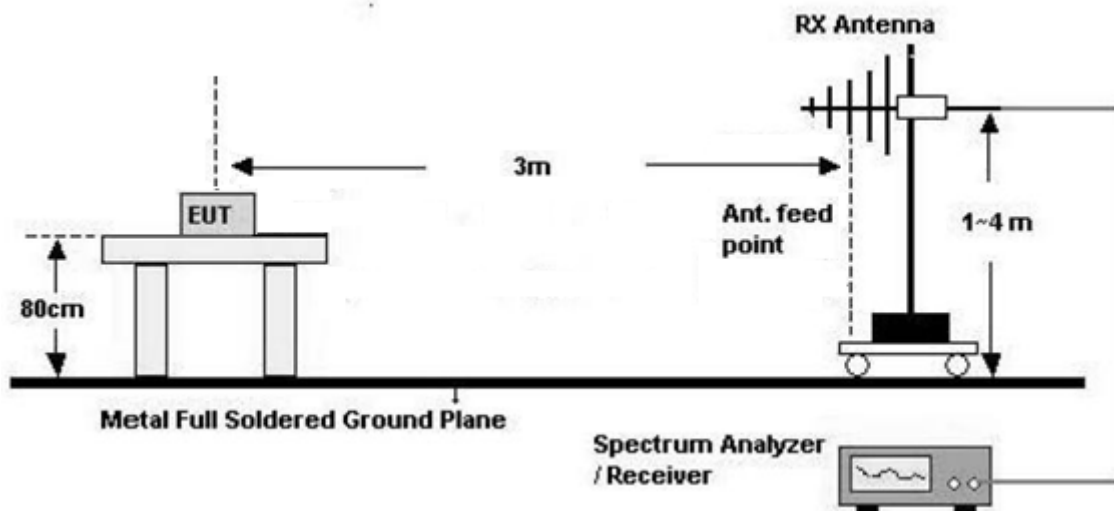 RX Antenna
3m
EUT
Ant. feed
point
1~4 m
80cm
Metal Full Soldered Ground Plane
Spectrum Analyzer
/ Receiver